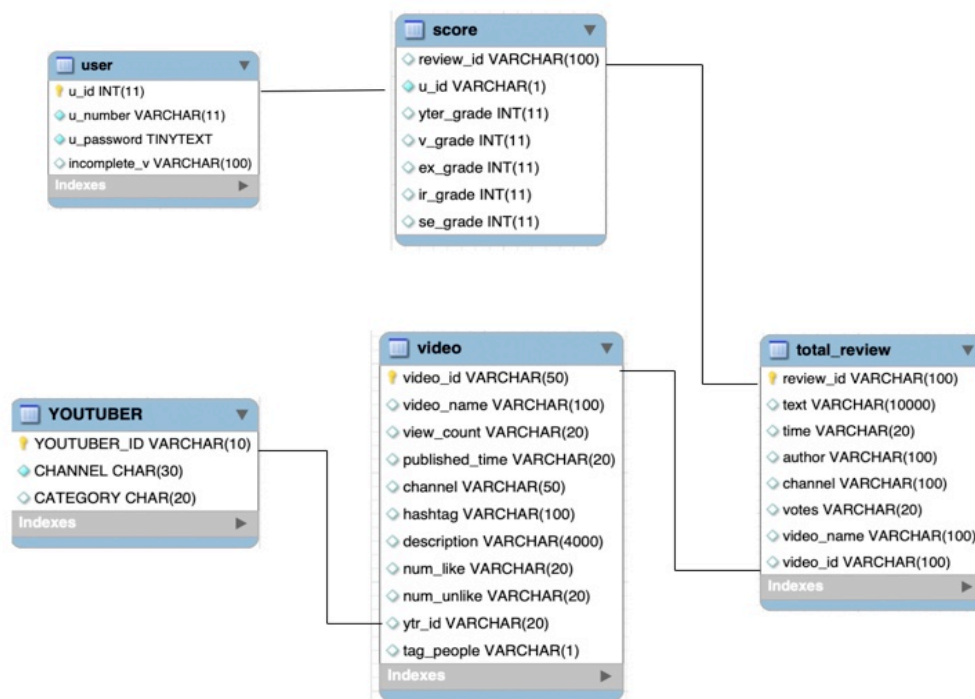 user
u_id INT(11)
u_number VARCHAR(11)
u_password TINYTEXT
incomplete_v VARCHAR(100)
Indexes
score
review_id VARCHAR(100)
u_id VARCHAR(1)
yter_grade INT(11)
v_grade INT(11)
ex_grade INT(11)
ir_grade INT(11)
se_grade INT(11)
YOUTUBER
YOUTUBER_ID VARCHAR(10)
CHANNEL CHAR(30)
CATEGORY CHAR(20)
Indexes
video
video_id VARCHAR(50)
video_name VARCHAR(100)
view_count VARCHAR(20)
published_time VARCHAR(20)
channel VARCHAR(50)
hashtag VARCHAR(100)
description VARCHAR(4000)
num_like VARCHAR(20)
num_unlike VARCHAR(20)
ytr_id VARCHAR(20)
tag_people VARCHAR(1)
Indexes
total_review
review_id VARCHAR(100)
text VARCHAR(10000)
time VARCHAR(20)
author VARCHAR(100)
channel VARCHAR(100)
votes VARCHAR(20)
video_name VARCHAR(100)
video_id VARCHAR(100)
Indexes